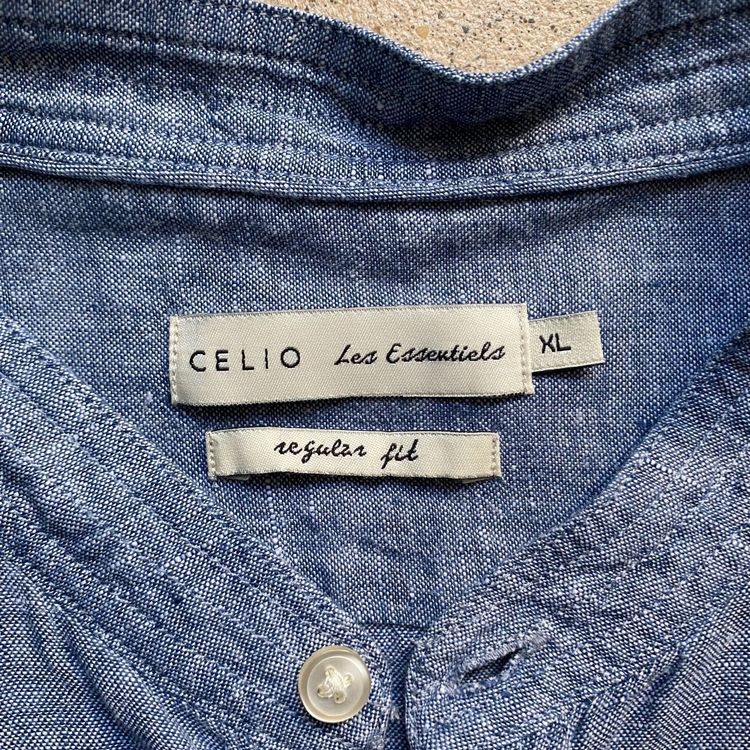 CELIO Les Essentiels XL
regular fit